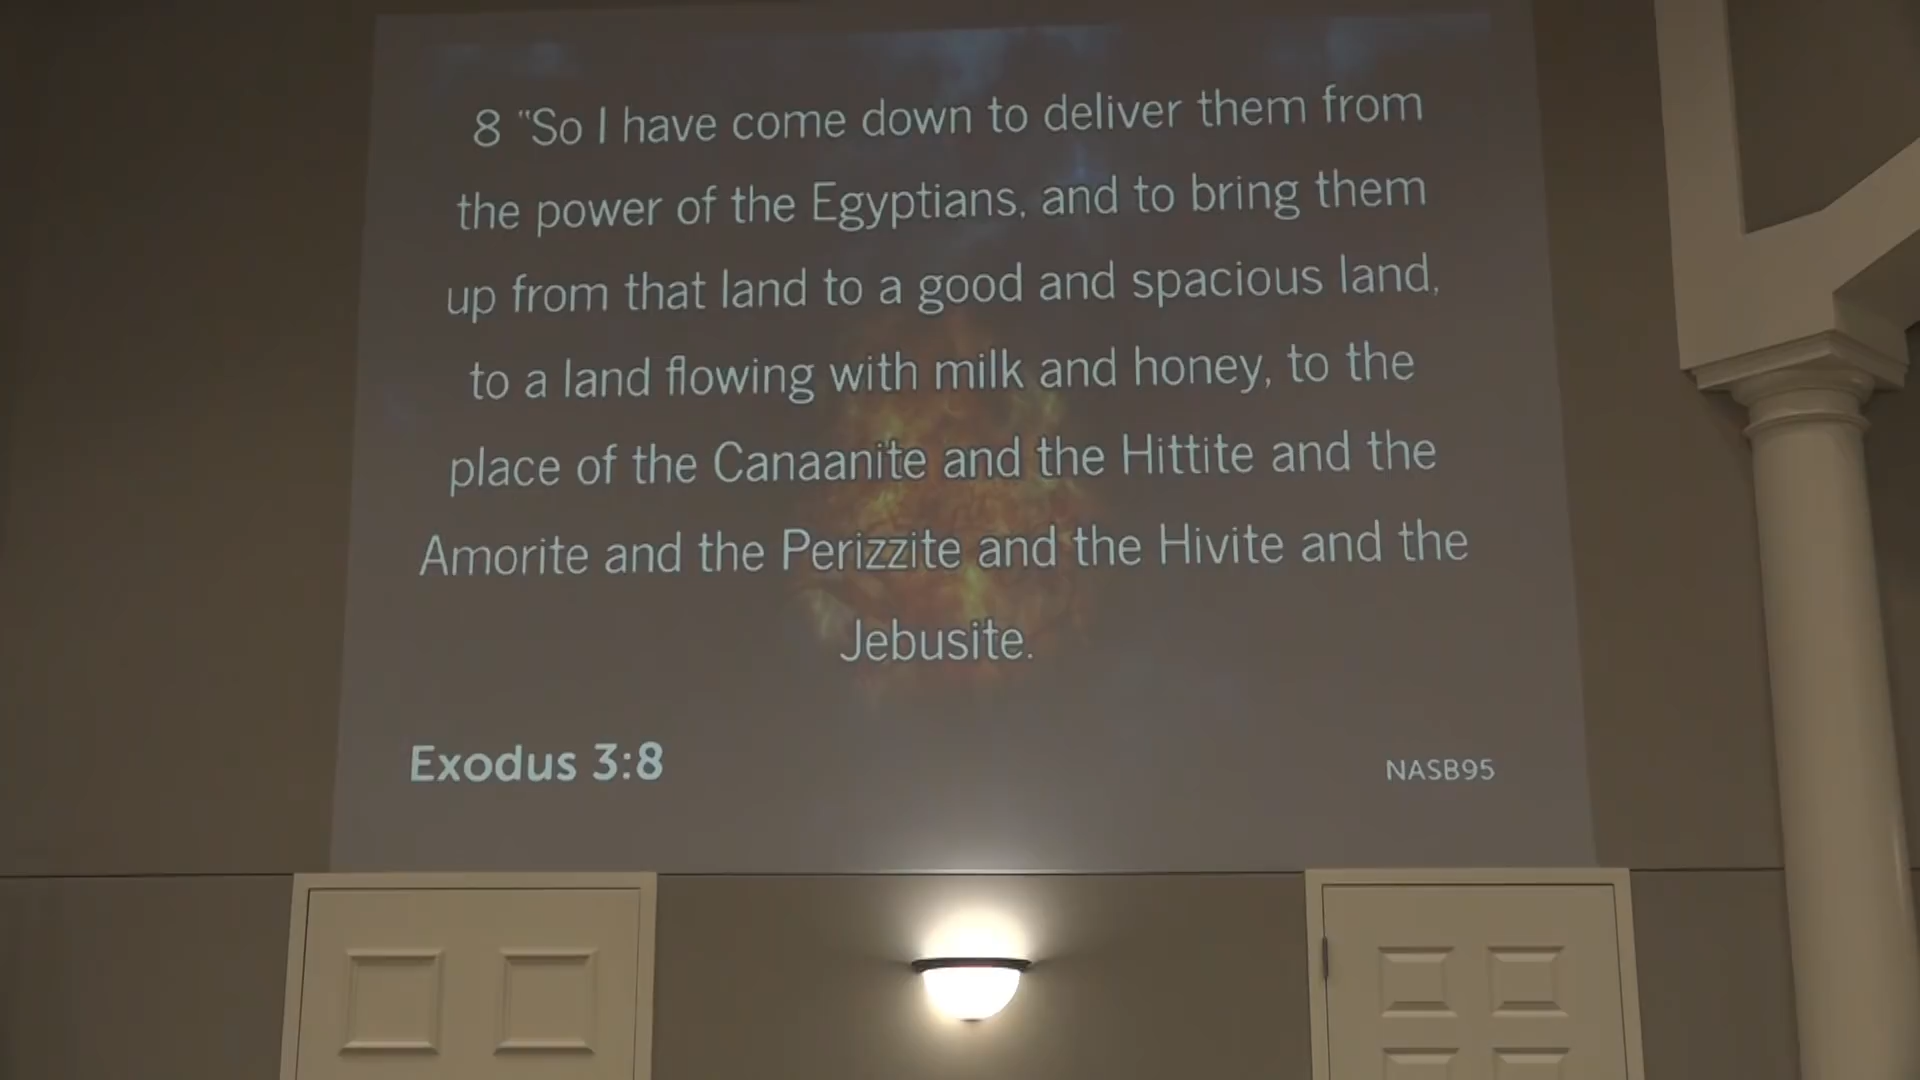 8 "So I have come down to deliver them from
the power of the Egyptians, and to bring them
up from that land to a good and spacious land,
to a land flowing with milk and honey, to the
place of the Canaanite and the Hittite and the
Amorite and the Perizzite and the Hivite and the
Jebusite.
Exodus 3:8
NASB95